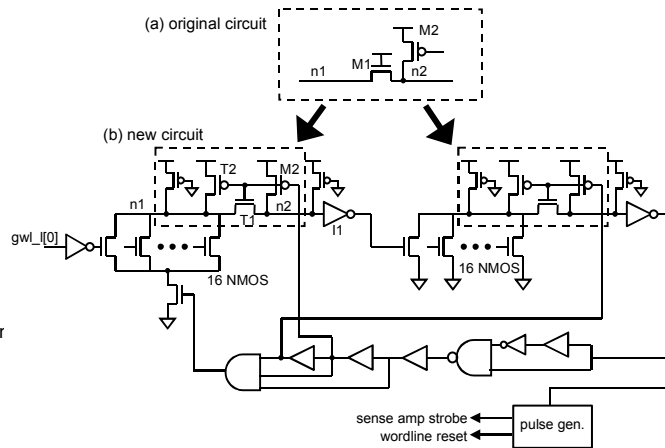 (a) original circuit
M2
M1
n1
n2
(b) new circuit
T2
M2
n1
n2
T1
I1
gwl_l[0]
16 NMOS
16 NMOS
r
sense amp strobe
wordline reset
pulse gen.